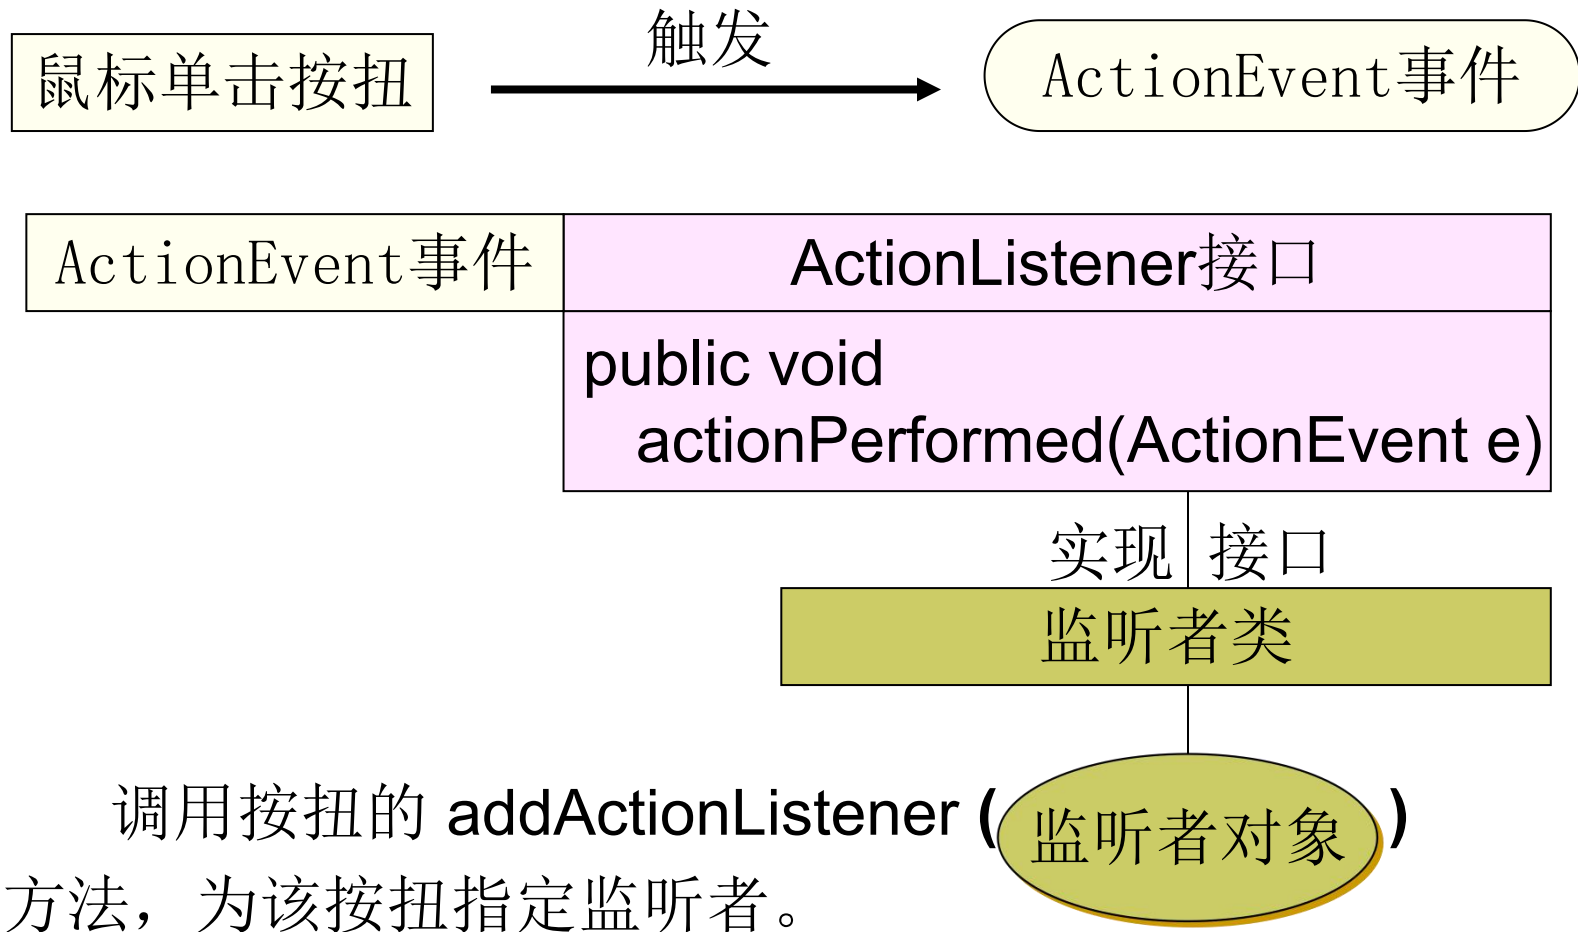 触发
鼠标单击按扭
ActionEvent事件
ActionEvent事件
ActionListener接口
public void
actionPerformed(ActionEvent e)
实现 接口
监听者类
调用按扭的 addActionListener ( 监听者对象 )
方法，为该按扭指定监听者。